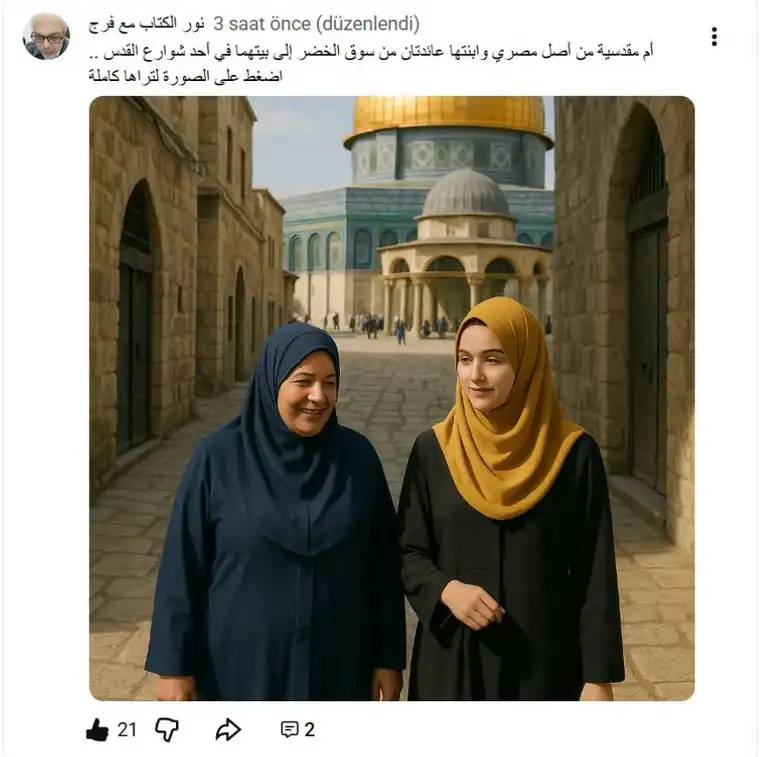 نور الكتاب مع فرج 3 saat önce (düzenlendi)
أم مقدسية من أصل مصري وابنتها عائدتان من سوق الخضر إلى بيتهما في أحد شوارع القدس ..
اضغط على الصورة لتراها كاملة
21 2